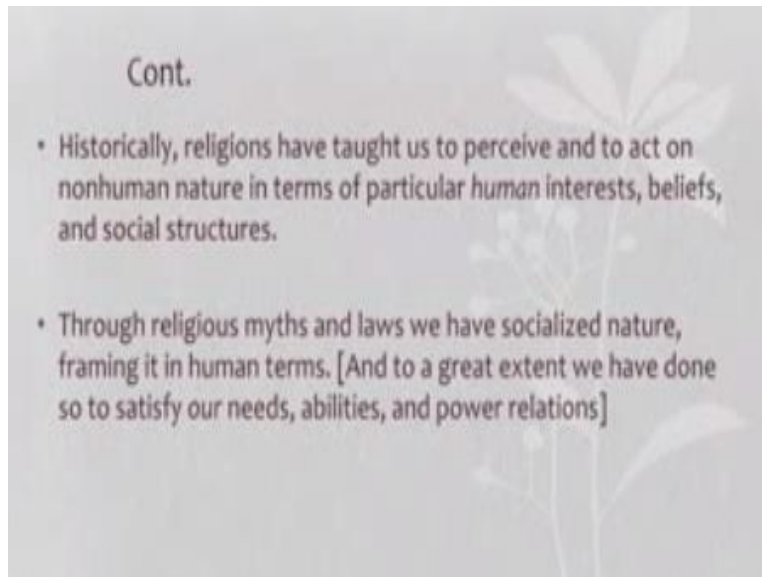 Cont.
• Historically, religions have taught us to perceive and to act on
nonhuman nature in terms of particular human interests, beliefs,
and social structures.
• Through religious myths and laws we have socialized nature,
framing it in human terms. [And to a great extent we have done
so to satisfy our needs, abilities, and power relations]